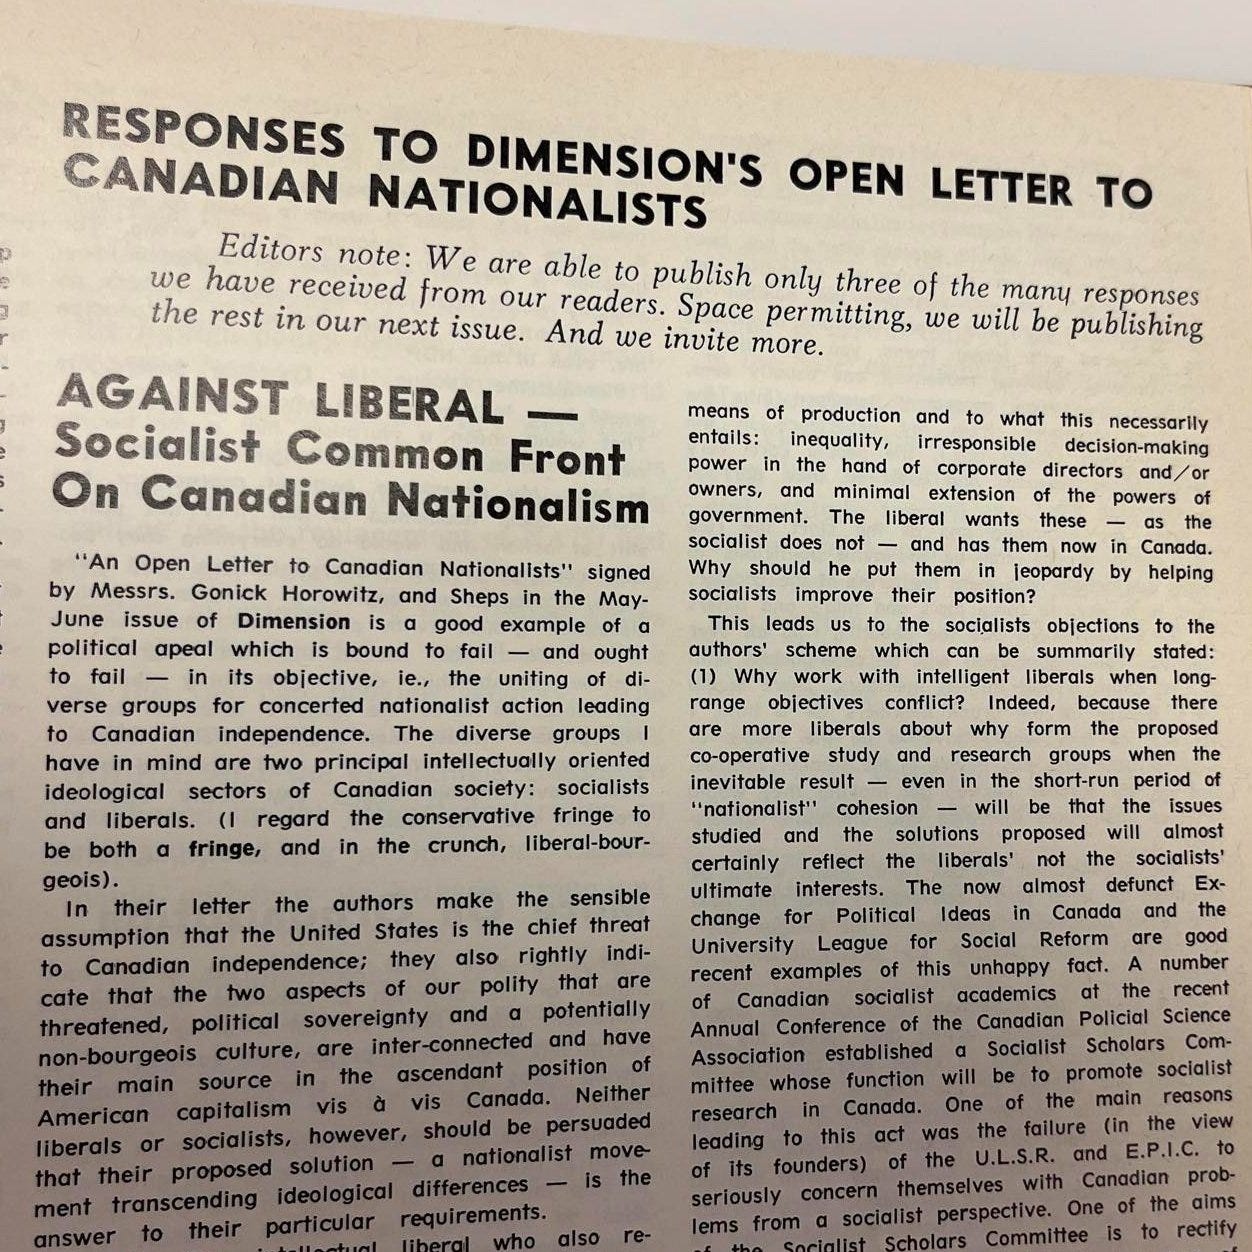 RESPONSES TO DIMENSION'S OPEN LETTER TO
CANADIAN NATIONALISTS
Editors note: We are able to publish only three of the many responses
we have received from our readers. Space permitting, we will be publishing
the rest in our next issue. And we invite more.
AGAINST LIBERAL —
Socialist Common Front
On Canadian Nationalism
"An Open Letter to Canadian Nationalists" signed
by Messrs. Gonick Horowitz, and Sheps in the May-
June issue of Dimension is a good example of a
political apeal which is bound to fail — and ought
to fail — in its objective, ie., the uniting of di-
verse groups for concerted nationalist action leading
to Canadian independence. The diverse groups I
have in mind are two principal intellectually oriented
ideological sectors of Canadian society: socialists
and liberals. (I regard the conservative fringe to
be both a fringe, and in the crunch, liberal-bour-
geois).
In their letter the authors make the sensible
assumption that the United States is the chief threat
to Canadian independence; they also rightly indi-
cate that the two aspects of our polity that are
threatened, political sovereignty and a potentially
non-bourgeois culture, are inter-connected and have
their main source in the ascendant position of
American capitalism vis à vis Canada. Neither
liberals or socialists, however, should be persuaded
that their proposed solution — a nationalist move-
ment transcending ideological differences — is the
answer to their particular requirements.
liberal who also re-
means of production and to what this necessarily
entails: inequality, irresponsible decision-making
power in the hand of corporate directors and/or
owners, and minimal extension of the powers of
government. The liberal wants these — as the
socialist does not — and has them now in Canada.
Why should he put them in jeopardy by helping
socialists improve their position?
This leads us to the socialists objections to the
authors' scheme which can be summarily stated:
(1) Why work with intelligent liberals when long-
range objectives conflict? Indeed, because there
are more liberals about why form the proposed
co-operative study and research groups when the
inevitable result — even in the short-run period of
"nationalist" cohesion — will be that the issues
studied and the solutions proposed will almost
certainly reflect the liberals' not the socialists'
ultimate interests. The now almost defunct Ex-
change for Political Ideas in Canada and the
University League for Social Reform are good
recent examples of this unhappy fact. A number
of Canadian socialist academics at the recent
Annual Conference of the Canadian Policial Science
Association established a Socialist Scholars Com-
mittee whose function will be to promote socialist
research in Canada. One of the main reasons
leading to this act was the failure (in the view
of its founders) of the U.L.S.R. and E.P.I.C. to
seriously concern themselves with Canadian prob-
lems from a socialist perspective. One of the aims
of the Socialist Scholars Committee is to rectify